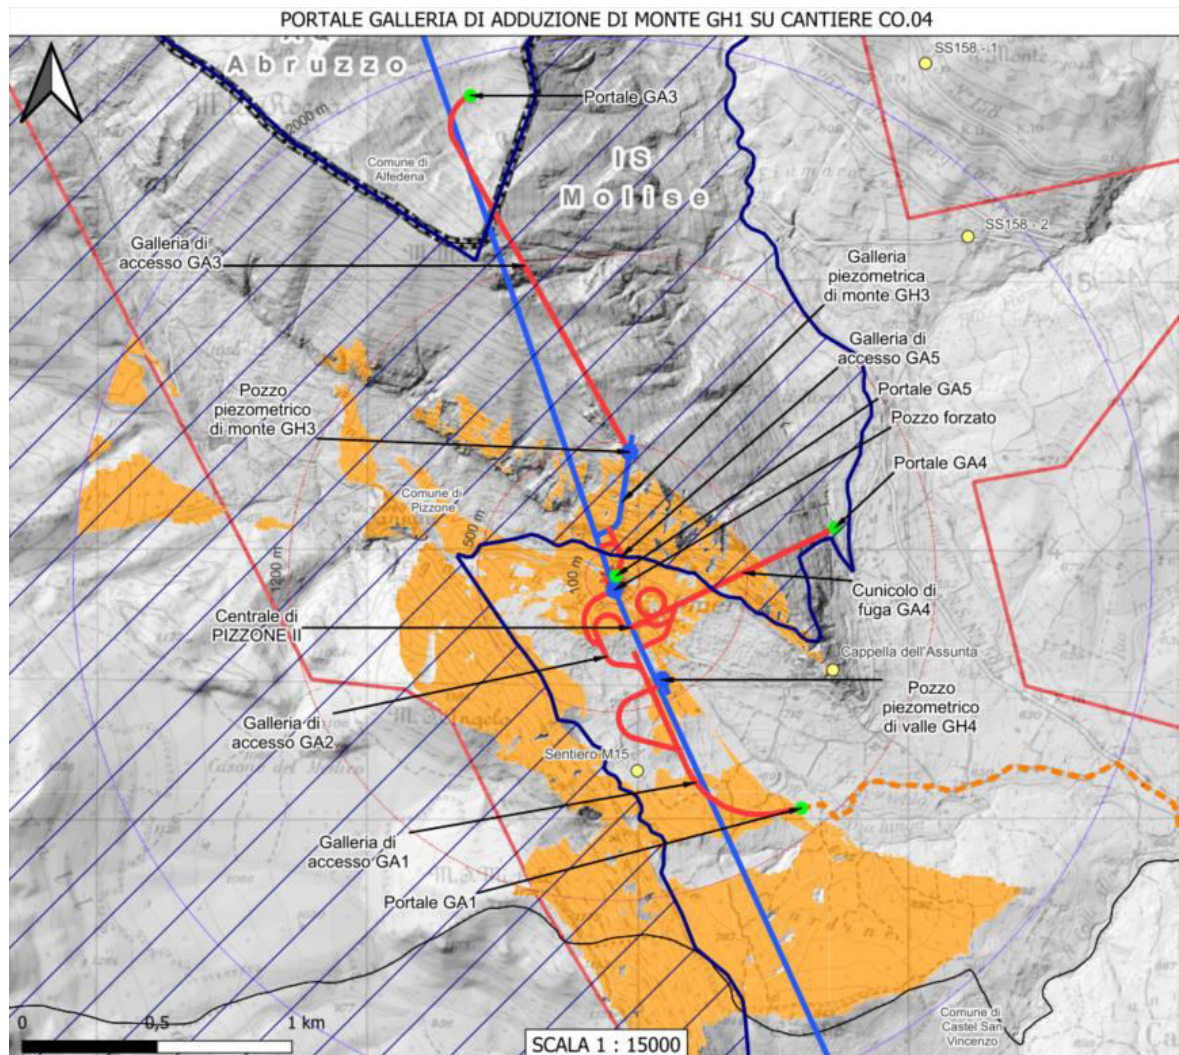 PORTALE GALLERIA DI ADDUZIONE DI MONTE GH1 SU CANTIERE CO.04
SS158 - 1
Abruzzo
Portale GA3
2000 m
IS
Molise
Comune di
Alfedena
SS158 - 2
Galleria di
accesso GA3
Galleria
piezometrica
di monte GH3
Galleria di
accesso GA5
Pozzo
piezometrico
di monte GH3
Portale GA5
Pozzo forzato
Portale GA4
Comune di
Pizzone
500 m
1200 m
100 m
Cunicolo di
fuga GA4
Centrale di
PIZZONE II
Cappella dell'Assunta
Pozzo
piezometrico
di valle GH4
Galleria di
accesso GA2
M. S. Angelo
Sentiero M15
Galleria di
accesso GA1
Portale GA1
Comune di
Castel San
Vincenzo
0 0,5 1 km
SCALA 1 : 15000